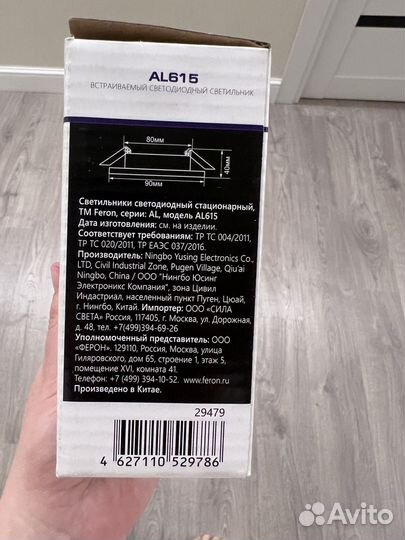 AL615
ВСТРАИВАЕМЫЙ СВЕТОДИОДНЫЙ СВЕТИЛЬНИК
80мм
40мм
90мм
Светильники светодиодный стационарный,
TM Feron, серии: AL, модель AL615
Дата изготовления: см. на изделии.
Соответствует требованиям: ТР ТС 004/2011,
ТР ТС 020/2011, ТР ЕАЭС 037/2016.
Производитель: Ningbo Yusing Electronics Co.,
LTD, Civil Industrial Zone, Pugen Village, Qiu'ai
Ningbo, China / ООО "Нингбо Юсинг
Электроникс Компания", зона Цивил
Индастриал, населенный пункт Пуген, Цюай,
г. Нингбо, Китай. Импортер: ООО «СИЛА
СВЕТА» Россия, 117405, г. Москва, ул. Дорожная,
д. 48, тел. +7(499)394-69-26
Уполномоченный представитель: ООО
«ФЕРОН». 129110, Россия, Москва, улица
Гиляровского, дом 65, строение 1, этаж 5,
помещение XVI, комната 41.
Телефон: +7 (499) 394-10-52. www.feron.ru
Произведено в Китае.
29479
4 627110 529786
Avito